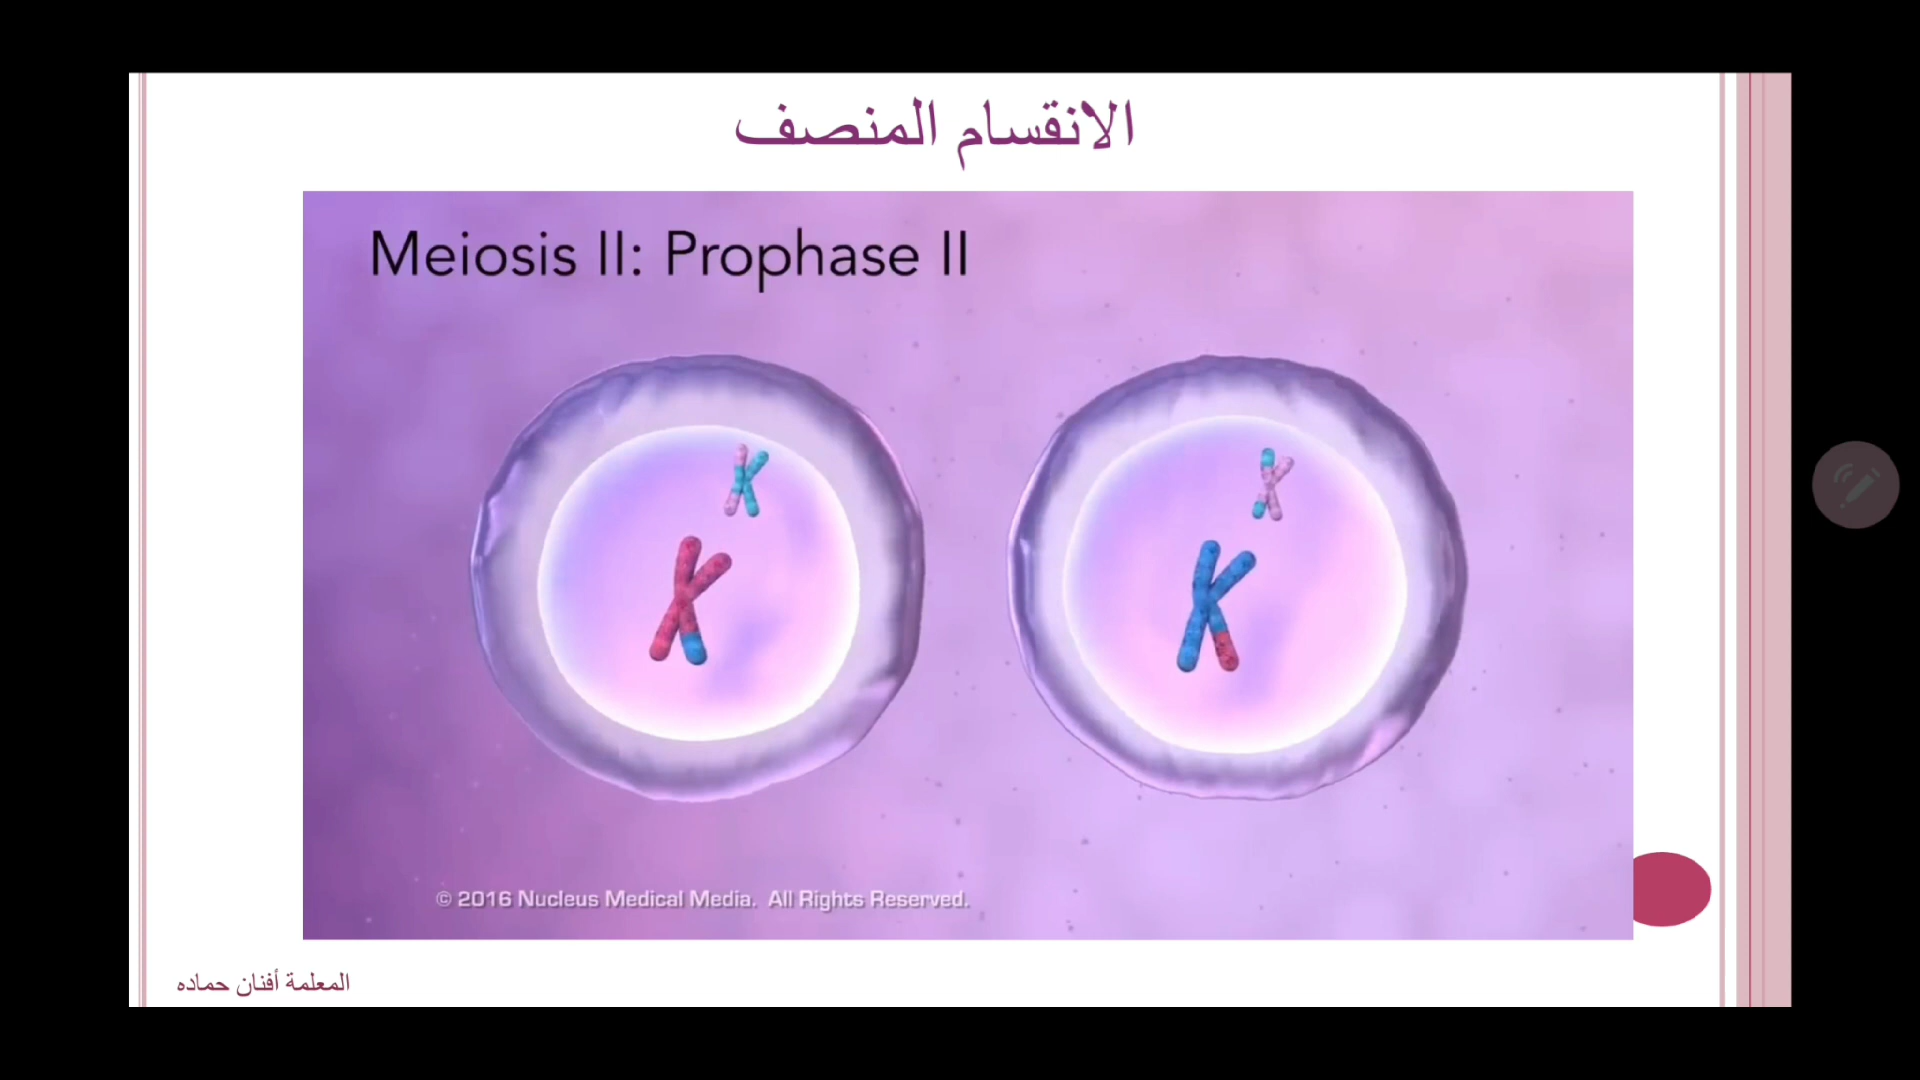 الانقسام المنصف
Meiosis II: Prophase II
© 2016 Nucleus Medical Media. All Rights Reserved.
المعلمة أفنان حماده